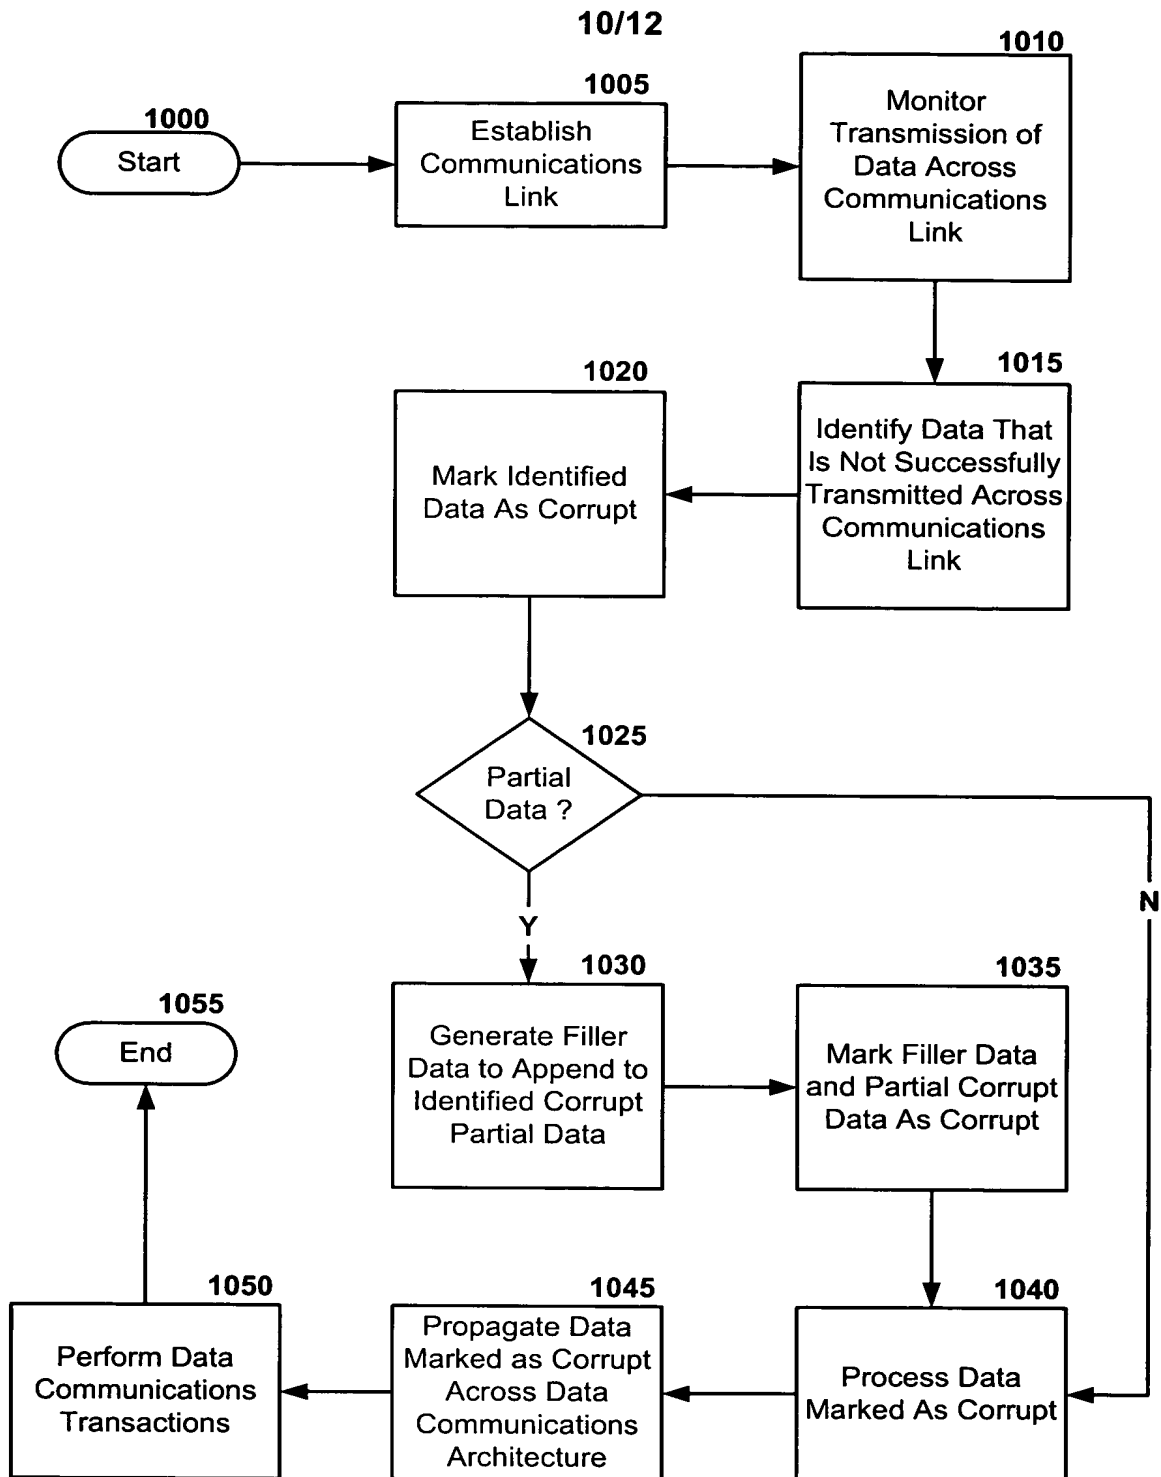 10/12
1000
Start
1005
Establish
Communications
Link
1010
Monitor
Transmission of
Data Across
Communications
Link
1015
Identify Data That
Is Not Successfully
Transmitted Across
Communications
Link
1020
Mark Identified
Data As Corrupt
1025
Partial
Data ?
N
Y
1030
Generate Filler
Data to Append to
Identified Corrupt
Partial Data
1035
Mark Filler Data
and Partial Corrupt
Data As Corrupt
1040
Process Data
Marked As Corrupt
1045
Propagate Data
Marked as Corrupt
Across Data
Communications
Architecture
1050
Perform Data
Communications
Transactions
1055
End